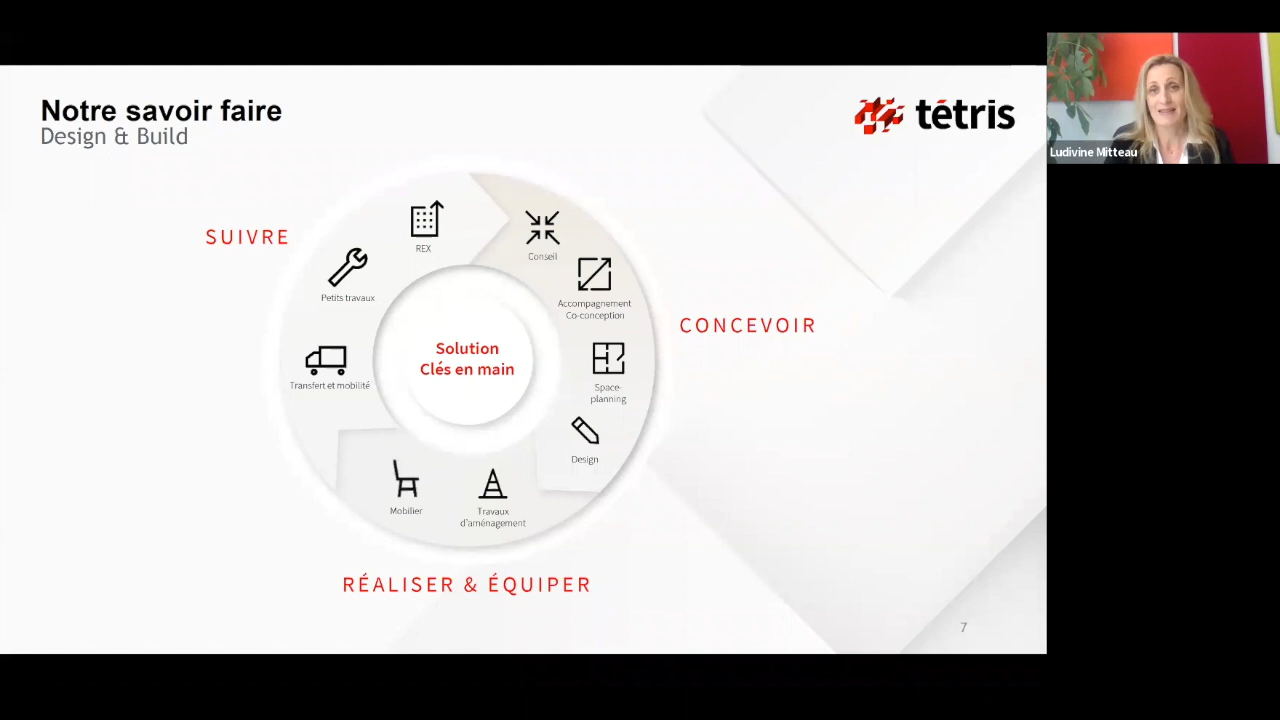 Notre savoir faire
Design & Build
tétris
Ludivine Mitteau
SUIVRE
REX
Conseil
Petits travaux
Accompagnement
Co-conception
CONCEVOIR
Solution
Clés en main
Transfert et mobilité
Space-
planning
Design
Mobilier
Travaux
d'aménagement
RÉALISER & ÉQUIPER
7